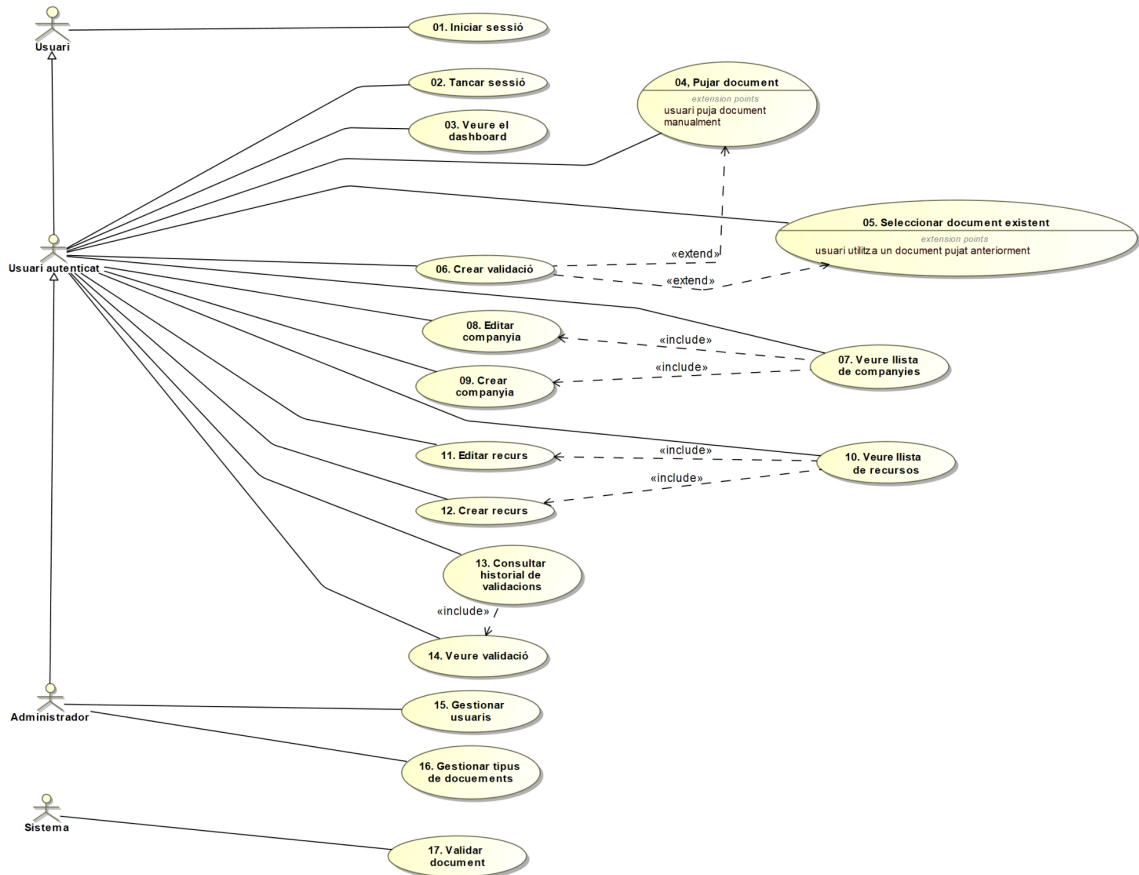 01. Iniciar sessió
Usuari
02. Tancar sessió
04, Pujar document
extension points
usuari puja document
manualment
03. Veure el
dashboard
05. Seleccionar document existent
extension points
usuari utilitza un document pujat anteriorment
Usuari autenticat
06. Crear validació
«extend»
«extend»
08. Editar
companyia
«include»
07. Veure llista
de companyies
09. Crear
companyia
«include»
11. Editar recurs
«include»
10. Veure llista
de recursos
«include»
12. Crear recurs
13. Consultar
historial de
validacions
«include»
14. Veure validació
Administrador
15. Gestionar
usuaris
16. Gestionar tipus
de docuements
Sistema
17. Validar
document